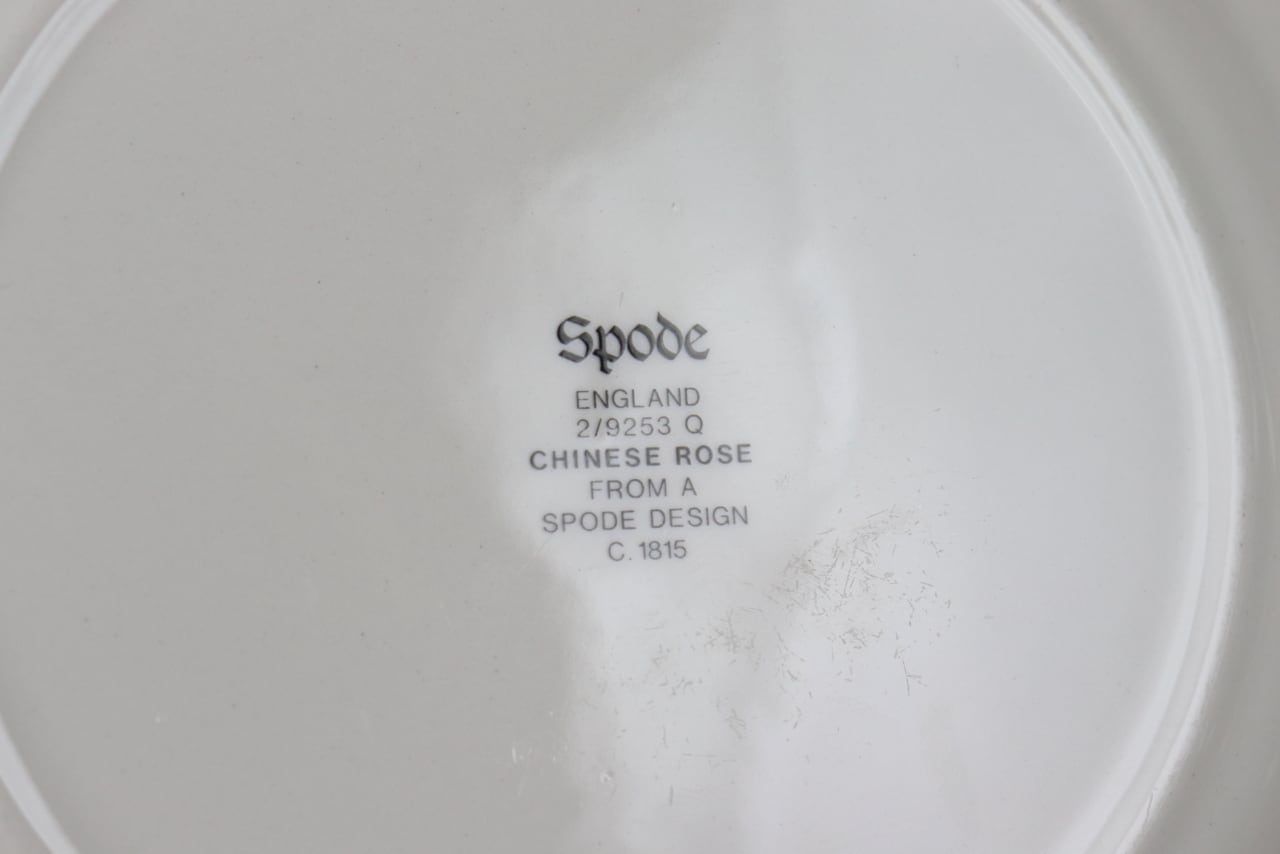 Spode
ENGLAND
2/9253 Q
CHINESE ROSE
FROM A
SPODE DESIGN
C. 1815